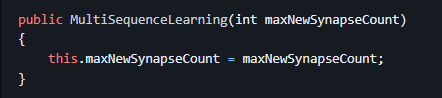 public MultiSequenceLearning(int maxNewSynapseCount)
{
    this.maxNewSynapseCount = maxNewSynapseCount;
}